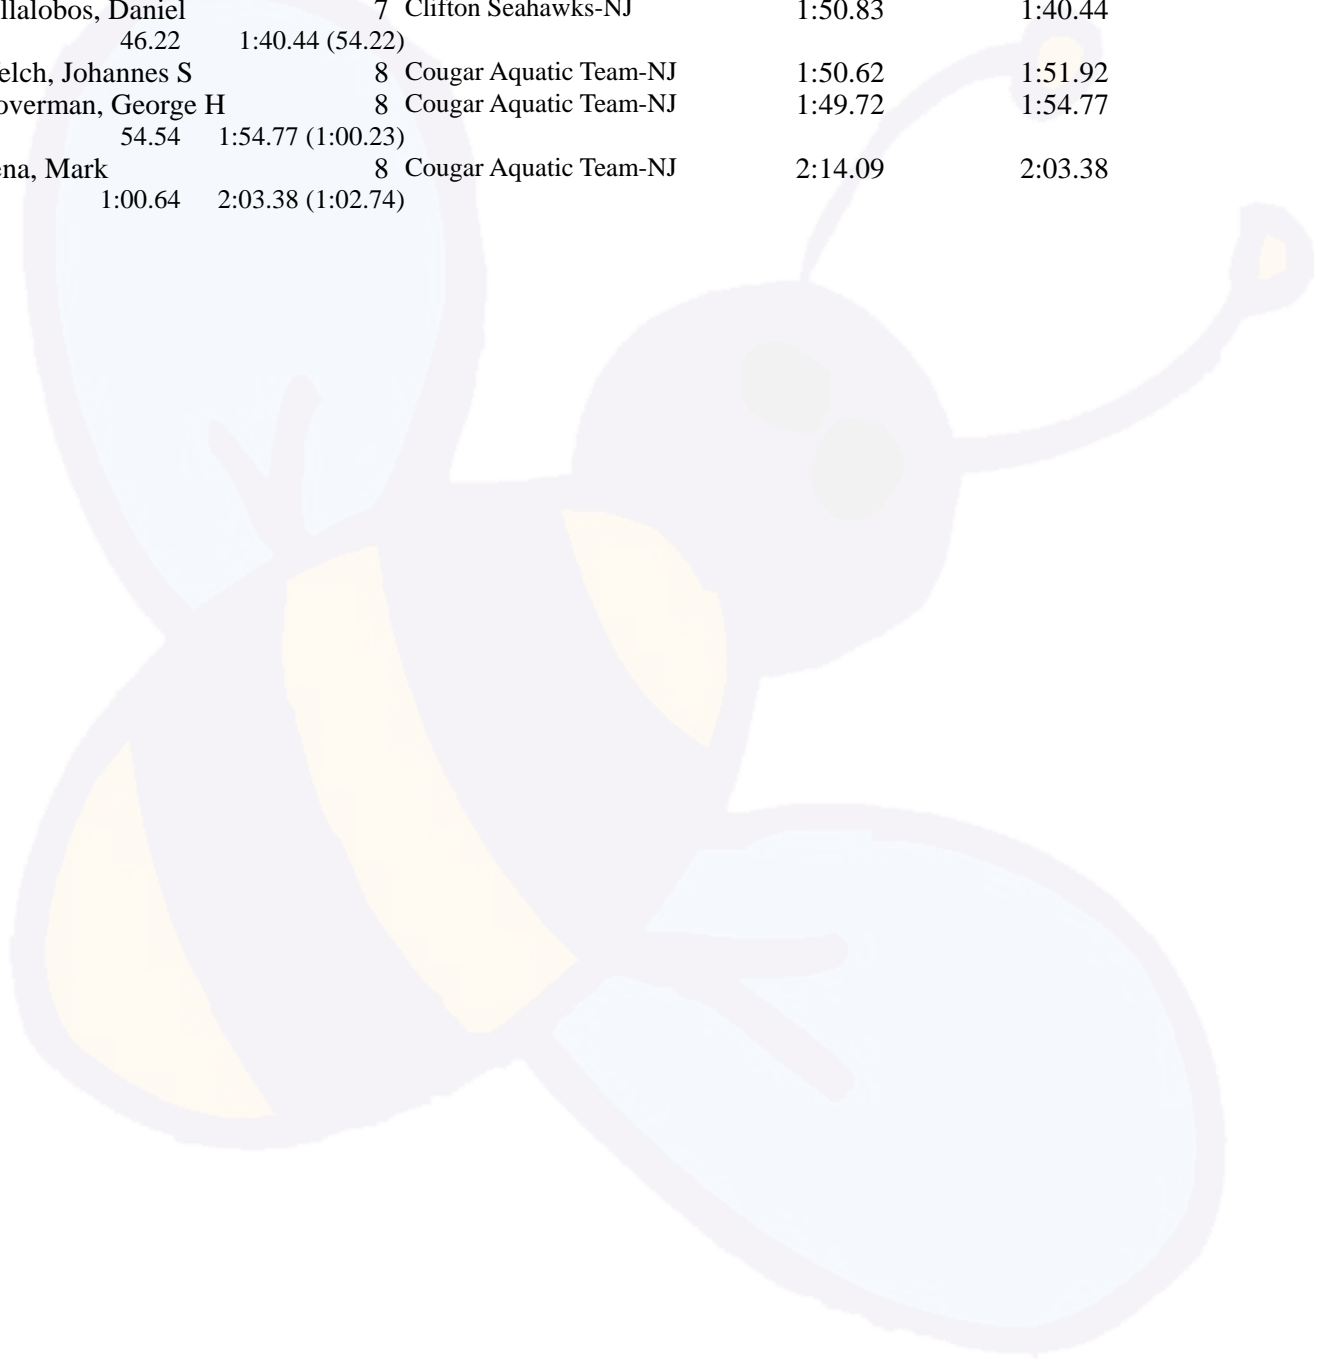 llalobos, Daniel 7 Clifton Seahawks-NJ 1:50.83 1:40.44
46.22 1:40.44 (54.22)
elch, Johannes S 8 Cougar Aquatic Team-NJ 1:50.62 1:51.92
overman, George H 8 Cougar Aquatic Team-NJ 1:49.72 1:54.77
54.54 1:54.77 (1:00.23)
ena, Mark 8 Cougar Aquatic Team-NJ 2:14.09 2:03.38
1:00.64 2:03.38 (1:02.74)